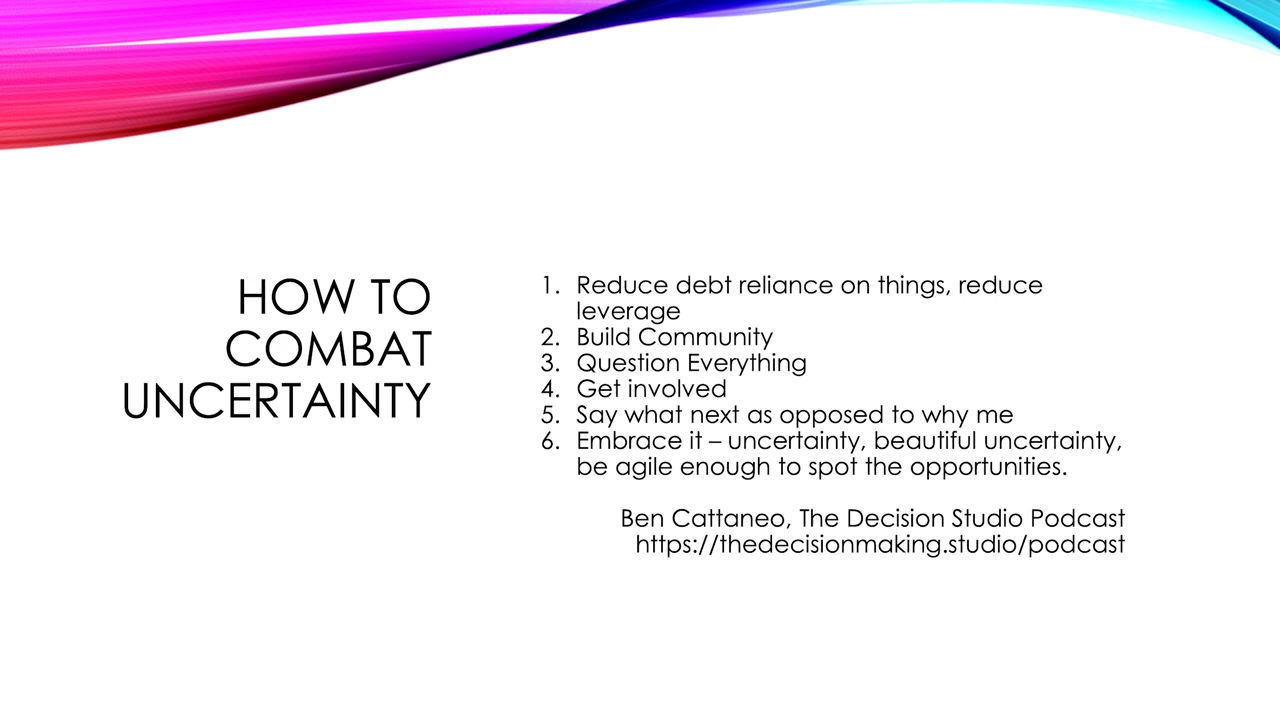 HOW TO
COMBAT
UNCERTAINTY
1. Reduce debt reliance on things, reduce
leverage
2. Build Community
3. Question Everything
4. Get involved
5. Say what next as opposed to why me
6. Embrace it – uncertainty, beautiful uncertainty,
be agile enough to spot the opportunities.
Ben Cattaneo, The Decision Studio Podcast
https://thedecisionmaking.studio/podcast